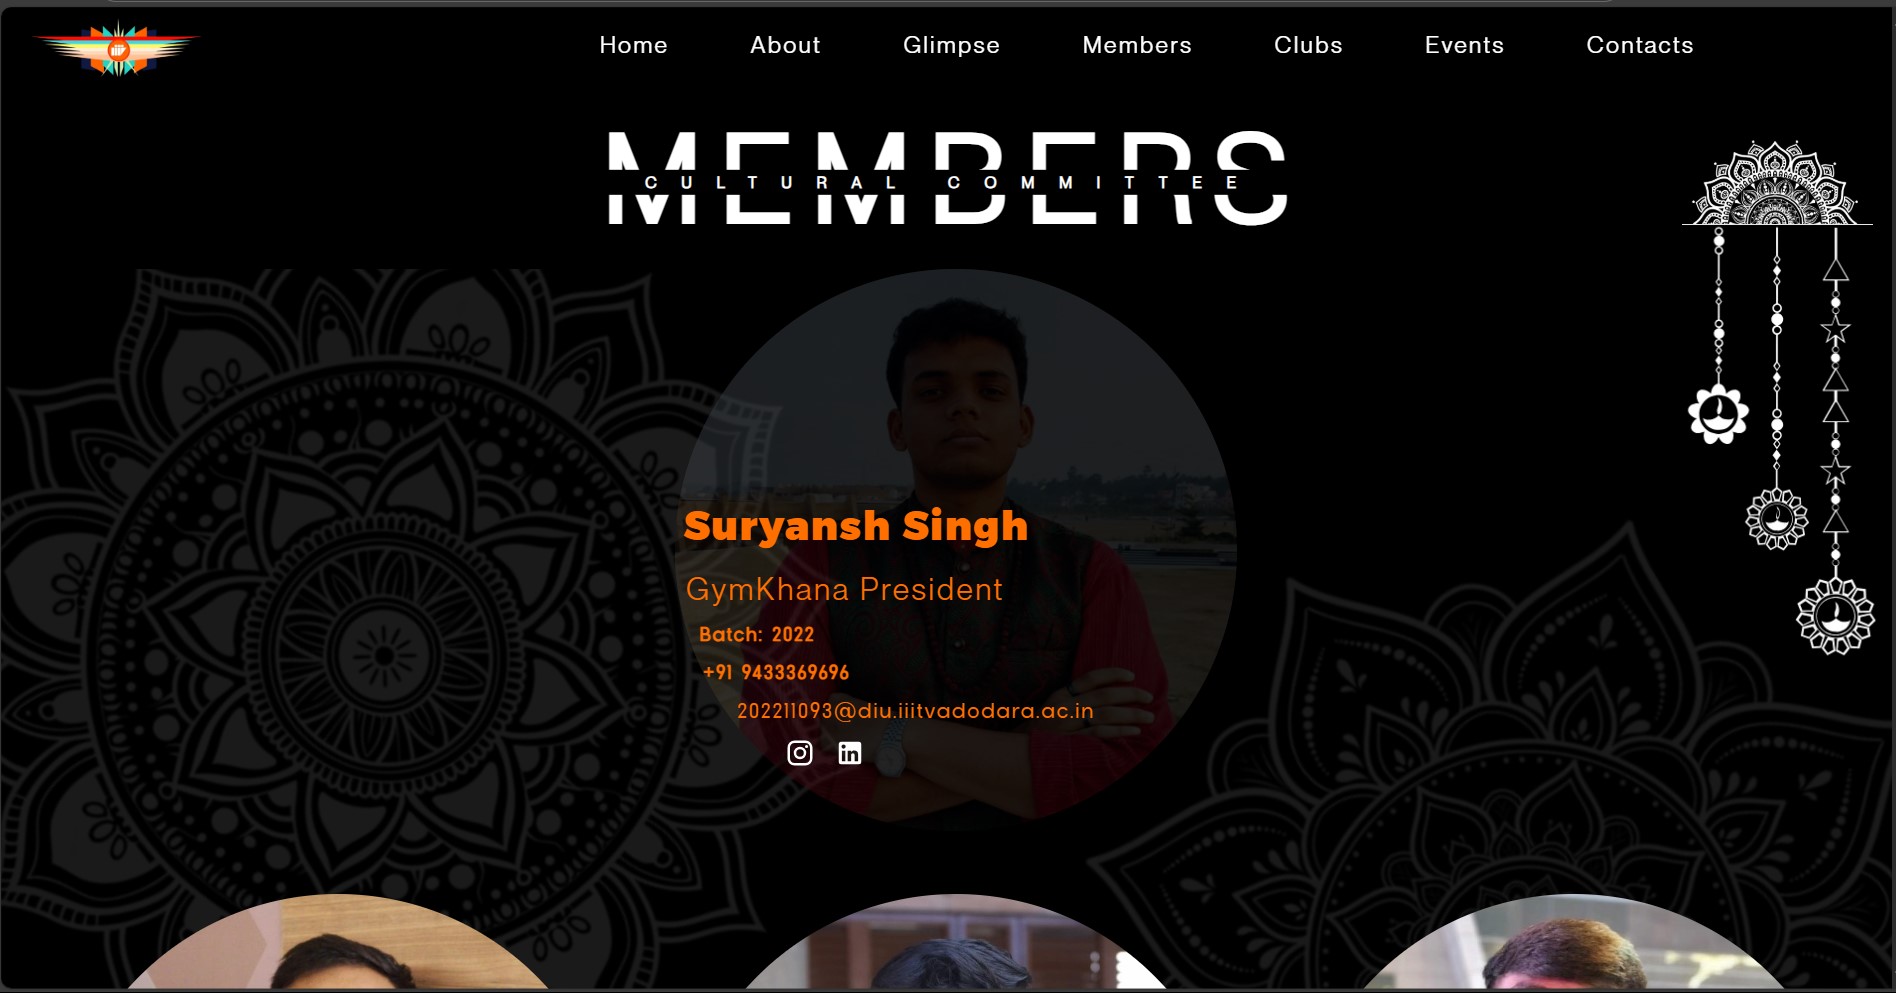 Home About Glimpse Members Clubs Events Contacts
MEMBERS
CULTURAL COMMITTEE
Suryansh Singh
GymKhana President
Batch: 2022
+91 9433369696
202211093@diu.iiitvadodara.ac.in